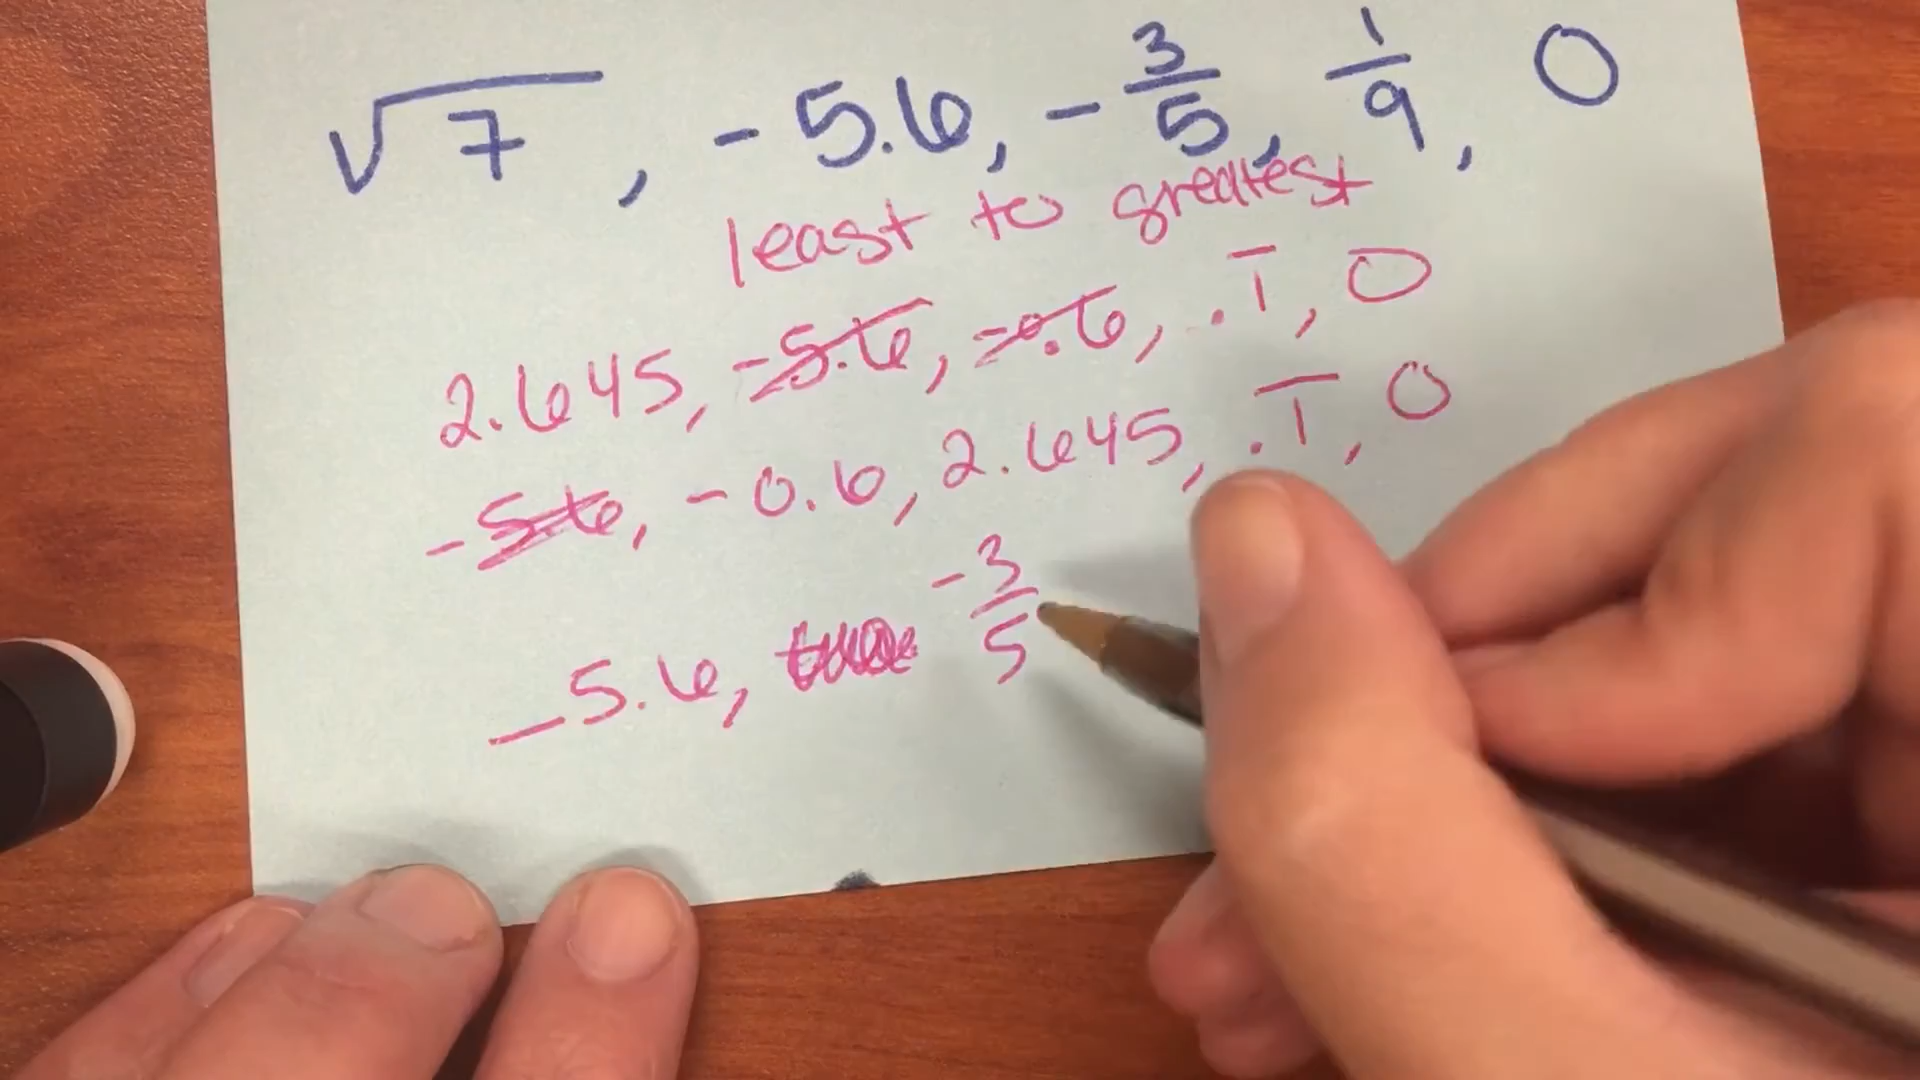 √7, -5.6, -3/5, 1/9, 0
least to greatest
2.645, -5.6, -0.6, .1̅, 0
-5.6, -0.6, 2.645, .1̅, 0
-5.6, -3/5